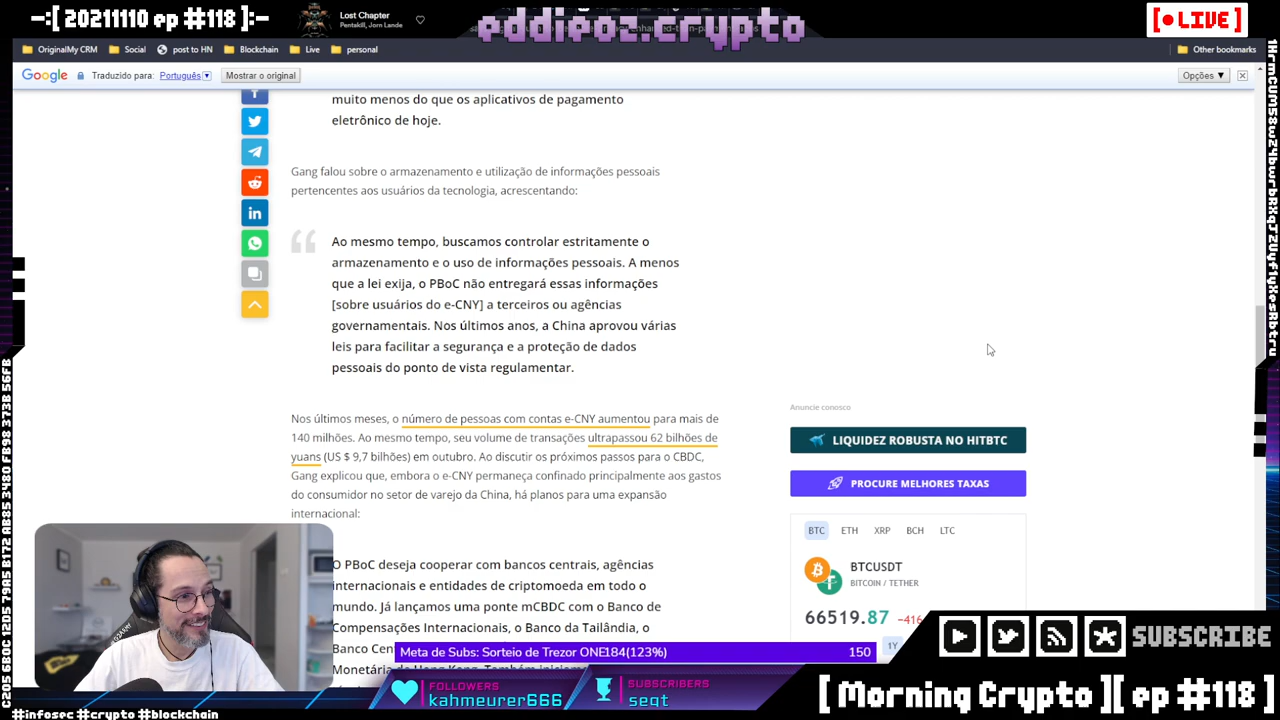 -:[ 20211110 ep #118 ]:-
Lost Chapter
Pentakill, Jorn Lande
eddieoz.crypto
[ • LIVE ]
OriginalMy CRM
Social
post to HN
Blockchain
Live
personal
Other bookmarks
Google
Traduzido para:
Português
Mostrar o original
Opções ▼
muito menos do que os aplicativos de pagamento
eletrônico de hoje.
Gang falou sobre o armazenamento e utilização de informações pessoais
pertencentes aos usuários da tecnologia, acrescentando:
Ao mesmo tempo, buscamos controlar estritamente o
armazenamento e o uso de informações pessoais. A menos
que a lei exija, o PBoC não entregará essas informações
[sobre usuários do e-CNY] a terceiros ou agências
governamentais. Nos últimos anos, a China aprovou várias
leis para facilitar a segurança e a proteção de dados
pessoais do ponto de vista regulamentar.
Nos últimos meses, o número de pessoas com contas e-CNY aumentou para mais de
140 milhões. Ao mesmo tempo, seu volume de transações ultrapassou 62 bilhões de
yuans (US $ 9,7 bilhões) em outubro. Ao discutir os próximos passos para o CBDC,
Gang explicou que, embora o e-CNY permaneça confinado principalmente aos gastos
do consumidor no setor de varejo da China, há planos para uma expansão
internacional:
O PBoC deseja cooperar com bancos centrais, agências
internacionais e entidades de criptomoeda em todo o
mundo. Já lançamos uma ponte mCBDC com o Banco de
Compensações Internacionais, o Banco da Tailândia, o
Banco Cen
Anuncie conosco
LIQUIDEZ ROBUSTA NO HITBTC
PROCURE MELHORES TAXAS
BTC ETH XRP BCH LTC
BTCUSDT
BITCOIN / TETHER
66519.87 -416
1Y
Meta de Subs: Sorteio de Trezor ONE184(123%) 150
FOLLOWERS
kahmeurer666
SUBSCRIBERS
seqt
SUBSCRIBE
[ Morning Crypto ][ ep #118 ]
#infosec #crypto #blockchain